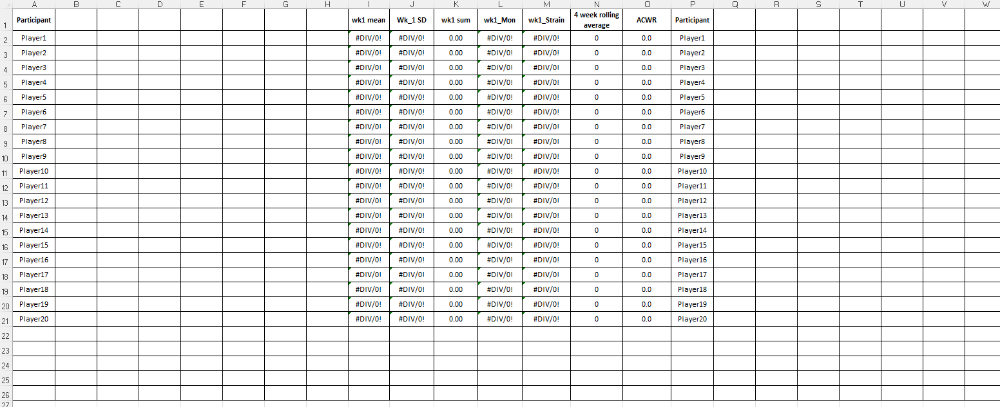 A B C D E F G H I J K L M N O P Q R S T U V W
1 Participant wk1 mean Wk_1 SD wk1 sum wk1_Mon wk1_Strain 4 week rolling average ACWR Participant
2 Player1 #DIV/0! #DIV/0! 0.00 #DIV/0! #DIV/0! 0 0.0 Player1
3 Player2 #DIV/0! #DIV/0! 0.00 #DIV/0! #DIV/0! 0 0.0 Player2
4 Player3 #DIV/0! #DIV/0! 0.00 #DIV/0! #DIV/0! 0 0.0 Player3
5 Player4 #DIV/0! #DIV/0! 0.00 #DIV/0! #DIV/0! 0 0.0 Player4
6 Player5 #DIV/0! #DIV/0! 0.00 #DIV/0! #DIV/0! 0 0.0 Player5
7 Player6 #DIV/0! #DIV/0! 0.00 #DIV/0! #DIV/0! 0 0.0 Player6
8 Player7 #DIV/0! #DIV/0! 0.00 #DIV/0! #DIV/0! 0 0.0 Player7
9 Player8 #DIV/0! #DIV/0! 0.00 #DIV/0! #DIV/0! 0 0.0 Player8
10 Player9 #DIV/0! #DIV/0! 0.00 #DIV/0! #DIV/0! 0 0.0 Player9
11 Player10 #DIV/0! #DIV/0! 0.00 #DIV/0! #DIV/0! 0 0.0 Player10
12 Player11 #DIV/0! #DIV/0! 0.00 #DIV/0! #DIV/0! 0 0.0 Player11
13 Player12 #DIV/0! #DIV/0! 0.00 #DIV/0! #DIV/0! 0 0.0 Player12
14 Player13 #DIV/0! #DIV/0! 0.00 #DIV/0! #DIV/0! 0 0.0 Player13
15 Player14 #DIV/0! #DIV/0! 0.00 #DIV/0! #DIV/0! 0 0.0 Player14
16 Player15 #DIV/0! #DIV/0! 0.00 #DIV/0! #DIV/0! 0 0.0 Player15
17 Player16 #DIV/0! #DIV/0! 0.00 #DIV/0! #DIV/0! 0 0.0 Player16
18 Player17 #DIV/0! #DIV/0! 0.00 #DIV/0! #DIV/0! 0 0.0 Player17
19 Player18 #DIV/0! #DIV/0! 0.00 #DIV/0! #DIV/0! 0 0.0 Player18
20 Player19 #DIV/0! #DIV/0! 0.00 #DIV/0! #DIV/0! 0 0.0 Player19
21 Player20 #DIV/0! #DIV/0! 0.00 #DIV/0! #DIV/0! 0 0.0 Player20
22
23
24
25
26
27